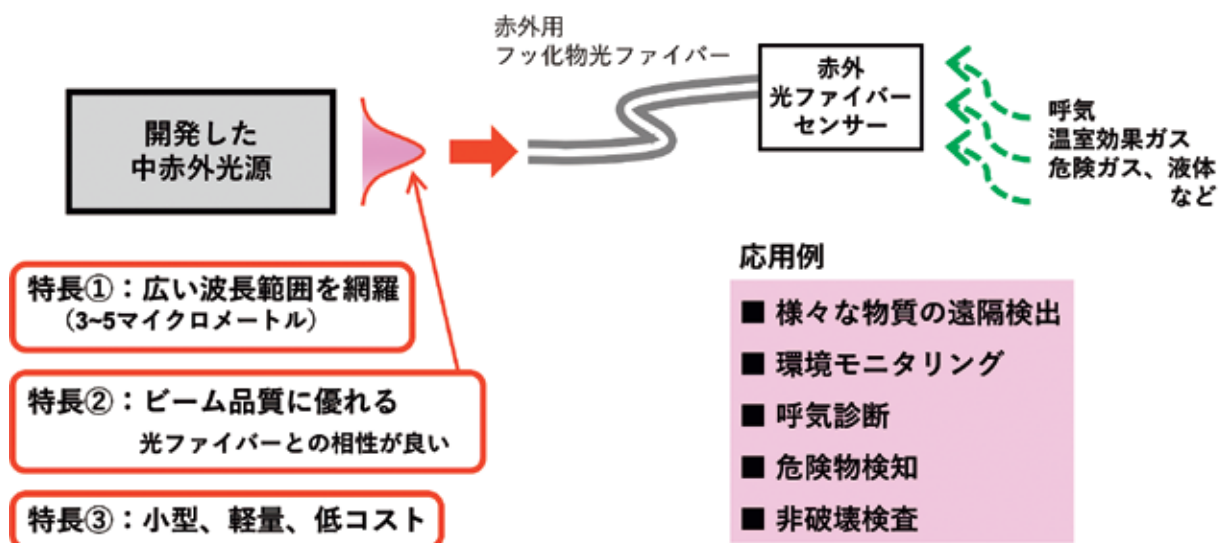 赤外用
フッ化物光ファイバー
開発した
中赤外光源
赤外
光ファイバー
センサー
呼気
温室効果ガス
危険ガス、液体
など
特長①：広い波長範囲を網羅
（3~5マイクロメートル）
特長②：ビーム品質に優れる
光ファイバーとの相性が良い
特長③：小型、軽量、低コスト
応用例
■ 様々な物質の遠隔検出
■ 環境モニタリング
■ 呼気診断
■ 危険物検知
■ 非破壊検査